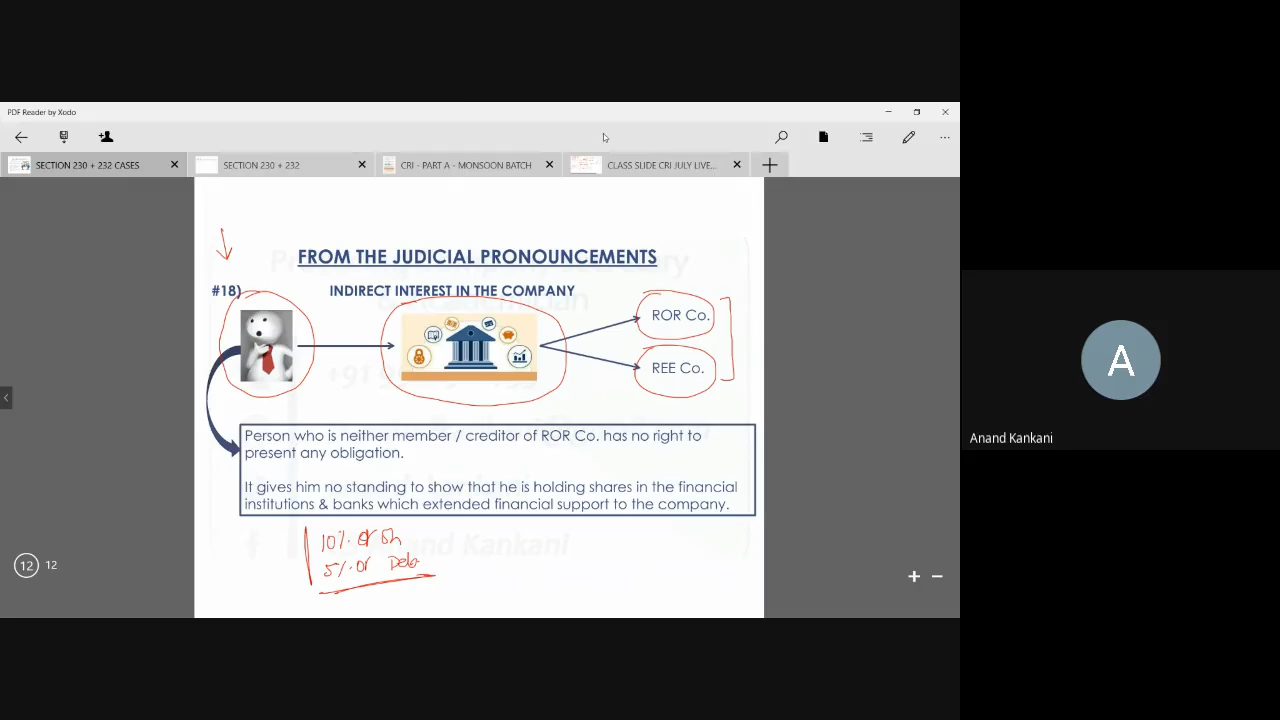 PDF Reader by Xodo
SECTION 230 + 232 CASES
SECTION 230 + 232
CRI - PART A - MONSOON BATCH
CLASS SLIDE CRI JULY LIVE...
FROM THE JUDICIAL PRONOUNCEMENTS
#18)
INDIRECT INTEREST IN THE COMPANY
ROR Co.
REE Co.
Person who is neither member / creditor of ROR Co. has no right to
present any obligation.
It gives him no standing to show that he is holding shares in the financial
institutions & banks which extended financial support to the company.
10% or Sh
5% or Deb
Anand Kankani
12 12
A
Anand Kankani